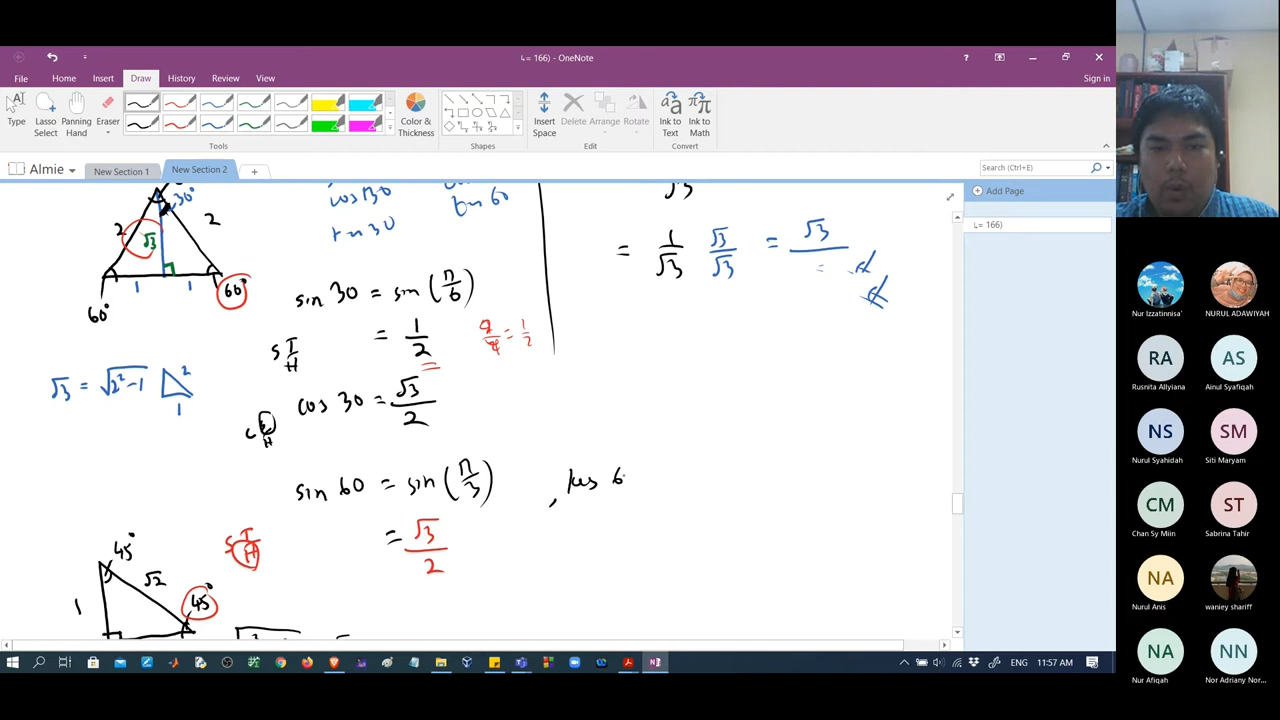 ↳= 166) - OneNote
File Home Insert Draw History Review View
Sign in
Type Lasso Select Panning Hand Eraser Color & Thickness Insert Space Delete Arrange Rotate Ink to Text Ink to Math
Tools Shapes Edit Convert
Almie New Section 1 New Section 2 +
Search (Ctrl+E)
Add Page
↳= 166)
30°
cos 30
tan 60
tan 30
2 √3 2
1 1
60° 60°
= 1/√3 √3/√3 = √3/
sin 30 = sin (π/6)
= 1/2
= 1/2
√3 = √2²-1
2
1
cos 30 = √3/2
sin 60 = sin (π/3) , kos 6
= √3/2
45°
√2
1
45°
Nur Izzatinnisa'
NURUL ADAWIYAH
RA
Rusnita Allyiana
AS
Ainul Syafiqah
NS
Nurul Syahidah
SM
Siti Maryam
CM
Chan Sy Miin
ST
Sabrina Tahir
NA
Nurul Anis
waniey shariff
NA
Nur Afiqah
NN
Nor Adriany Nor...
ENG 11:57 AM